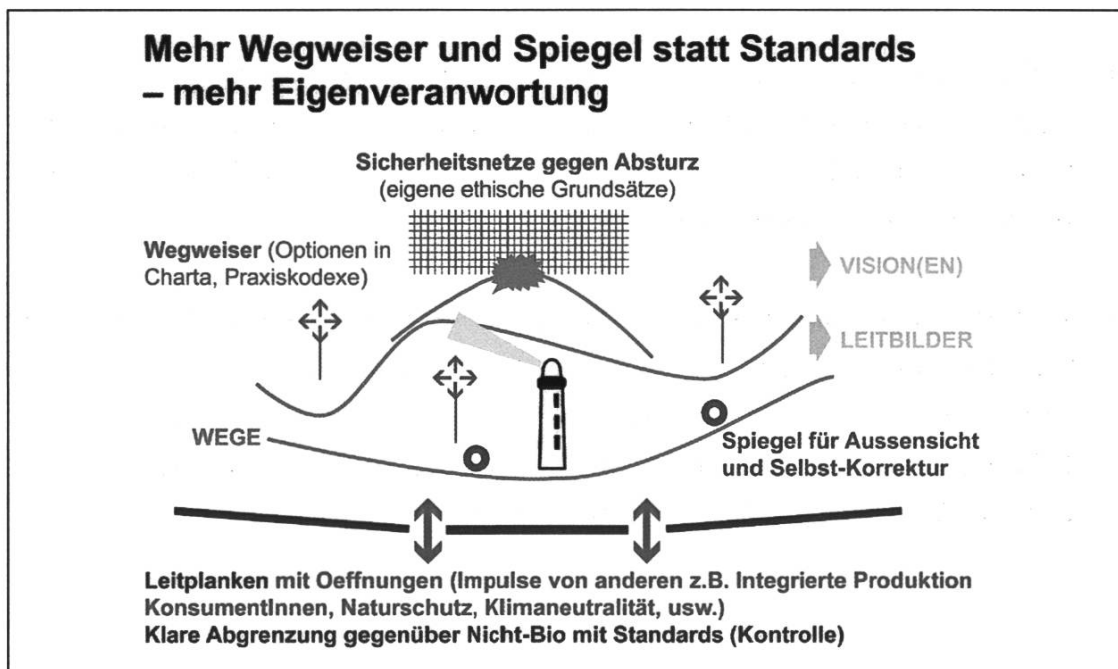 Mehr Wegweiser und Spiegel statt Standards
– mehr Eigenveranwortung
Sicherheitsnetze gegen Absturz
(eigene ethische Grundsätze)
Wegweiser (Optionen in
Charta, Praxiskodexe)
VISION(EN)
LEITBILDER
WEGE
Spiegel für Aussensicht
und Selbst-Korrektur
Leitplanken mit Oeffnungen (Impulse von anderen z.B. Integrierte Produktion
KonsumentInnen, Naturschutz, Klimaneutralität, usw.)
Klare Abgrenzung gegenüber Nicht-Bio mit Standards (Kontrolle)